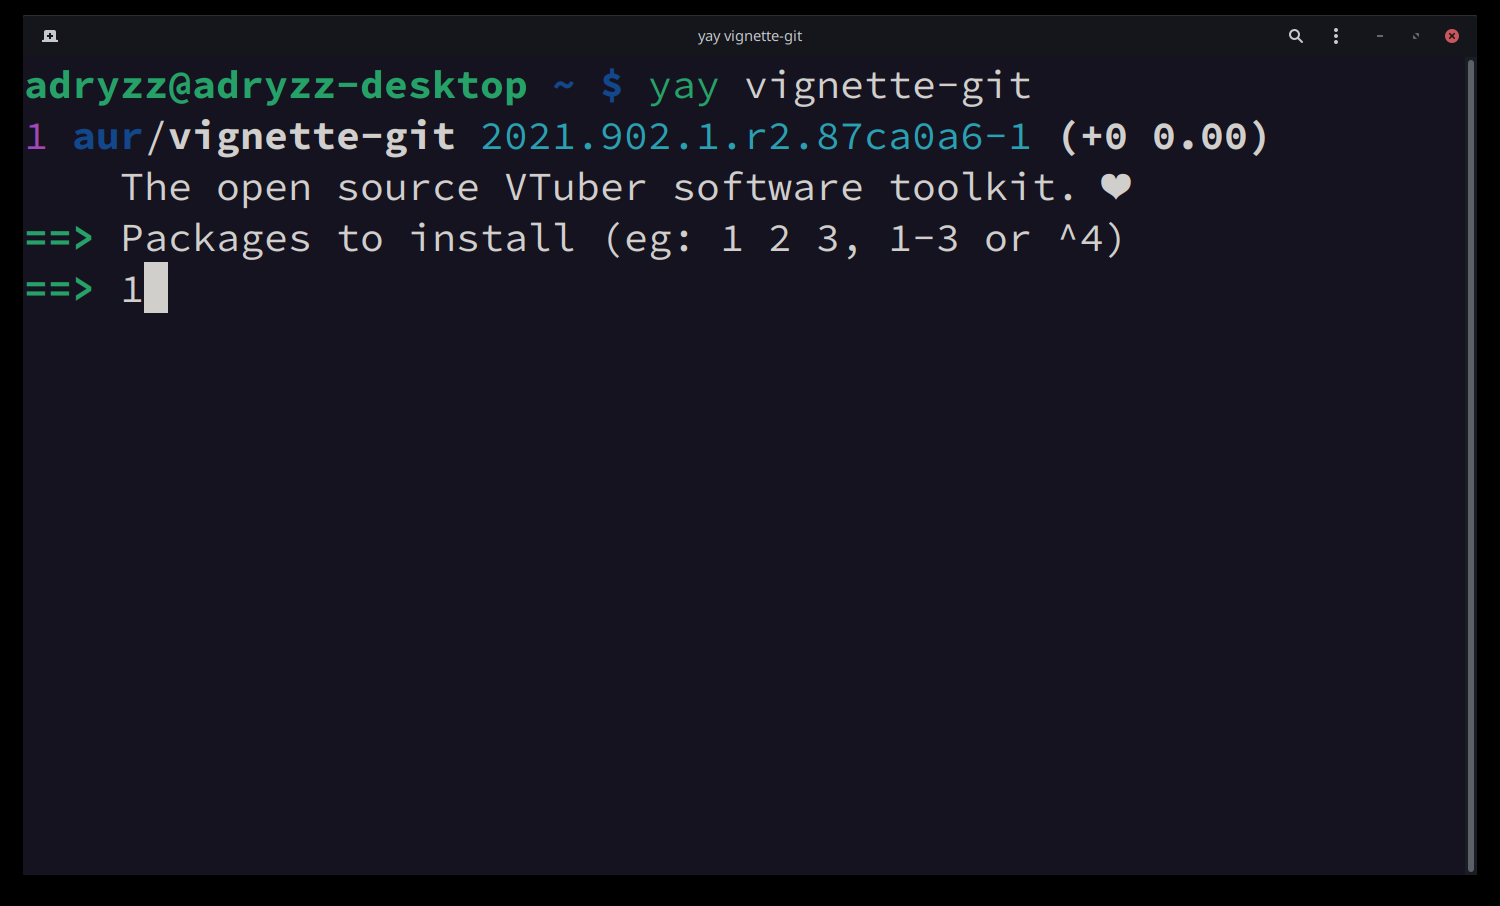 yay vignette-git
adryzz@adryzz-desktop ~ $ yay vignette-git
1 aur/vignette-git 2021.902.1.r2.87ca0a6-1 (+0 0.00)
The open source VTuber software toolkit. ❤
==> Packages to install (eg: 1 2 3, 1-3 or ^4)
==> 1